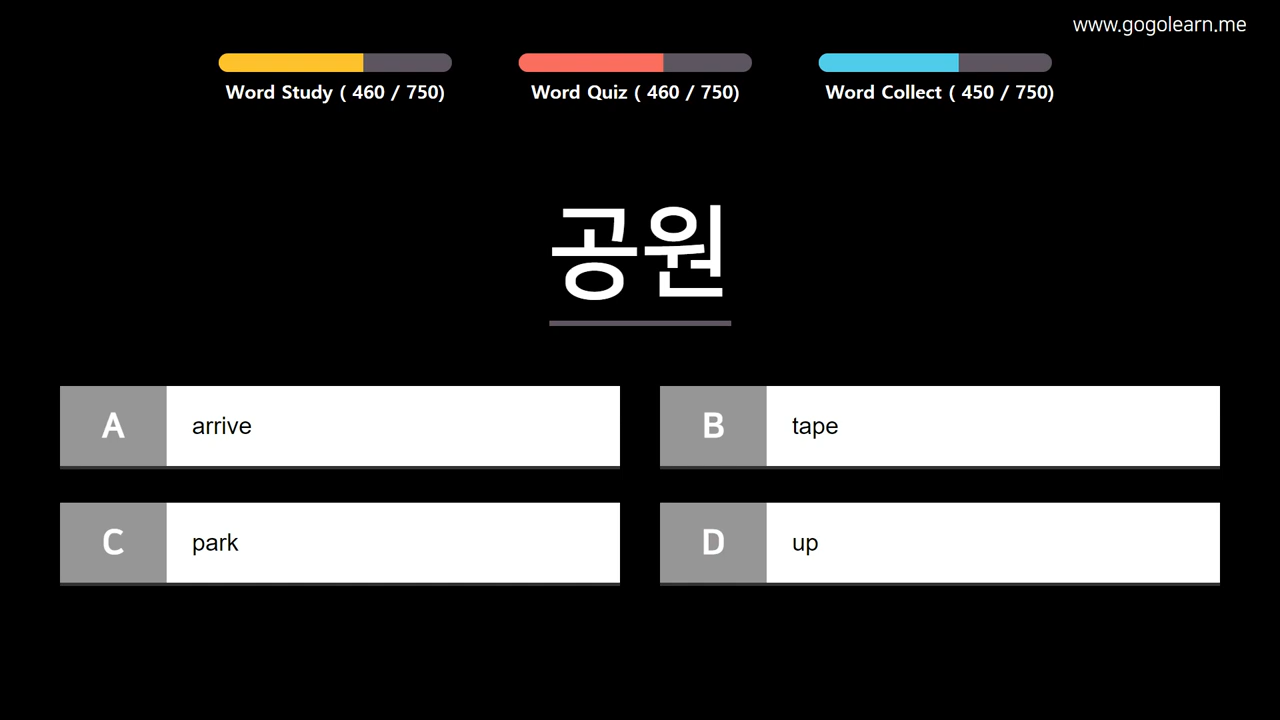 www.gogolearn.me
Word Study ( 460 / 750)
Word Quiz ( 460 / 750)
Word Collect ( 450 / 750)
공원
A arrive
B tape
C park
D up